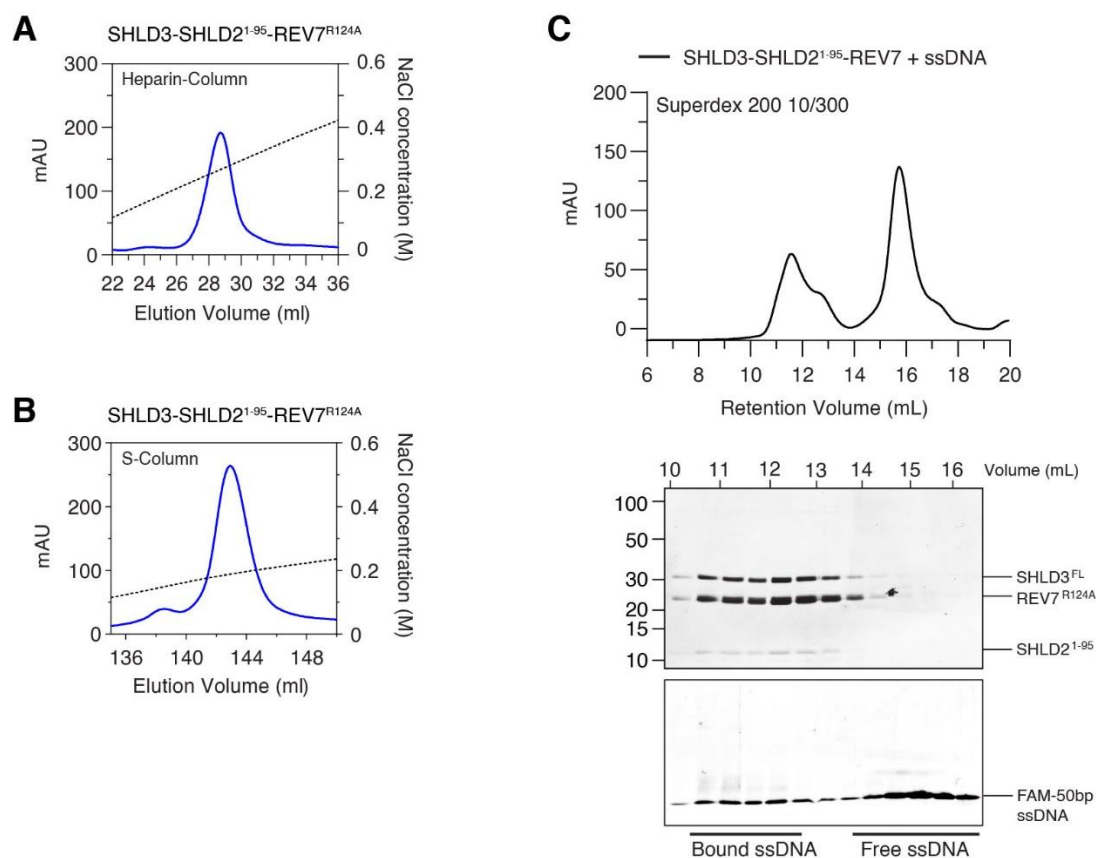 A
SHLD3-SHLD21-95-REV7R124A
Heparin-Column
mAU
300
200
100
0
0.6
0.4
0.2
0
NaCl concentration (M)
22 24 26 28 30 32 34 36
Elution Volume (ml)
B
SHLD3-SHLD21-95-REV7R124A
S-Column
mAU
300
200
100
0
0.6
0.4
0.2
0
NaCl concentration (M)
136 140 144 148
Elution Volume (ml)
C
SHLD3-SHLD21-95-REV7 + ssDNA
Superdex 200 10/300
mAU
200
150
100
50
0
6 8 10 12 14 16 18 20
Retention Volume (mL)
10 11 12 13 14 15 16 Volume (mL)
100
50
30
20
15
10
SHLD3FL
REV7R124A
SHLD21-95
FAM-50bp
ssDNA
Bound ssDNA Free ssDNA